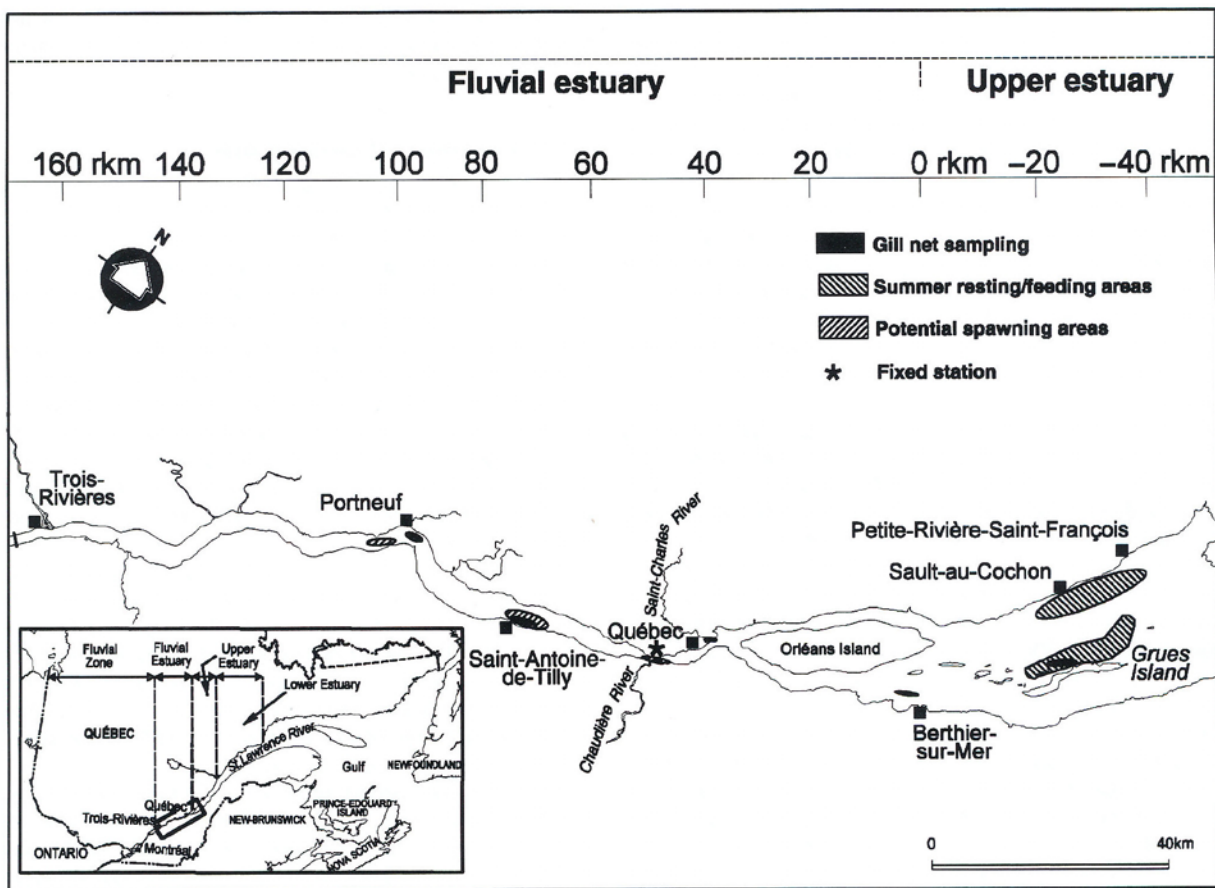 Fluvial estuary
Upper estuary
160 rkm 140 120 100 80 60 40 20 0 rkm -20 -40 rkm
N
Gill net sampling
Summer resting/feeding areas
Potential spawning areas
* Fixed station
Trois-
Rivières
Portneuf
Saint-Antoine-
de-Tilly
Québec
Saint-Charles River
Chaudière River
Orléans Island
Petite-Rivière-Saint-François
Sault-au-Cochon
Grues
Island
Berthier-
sur-Mer
0 40km
Fluvial
Zone
Fluvial
Estuary
Upper
Estuary
Lower Estuary
QUÉBEC
St Lawrence River
Gulf
NEWFOUNDLAND
Québec
Trois-Rivières
NEW-BRUNSWICK
PRINCE-EDOUARD
ISLAND
ONTARIO
Montréal
NOVA SCOTIA